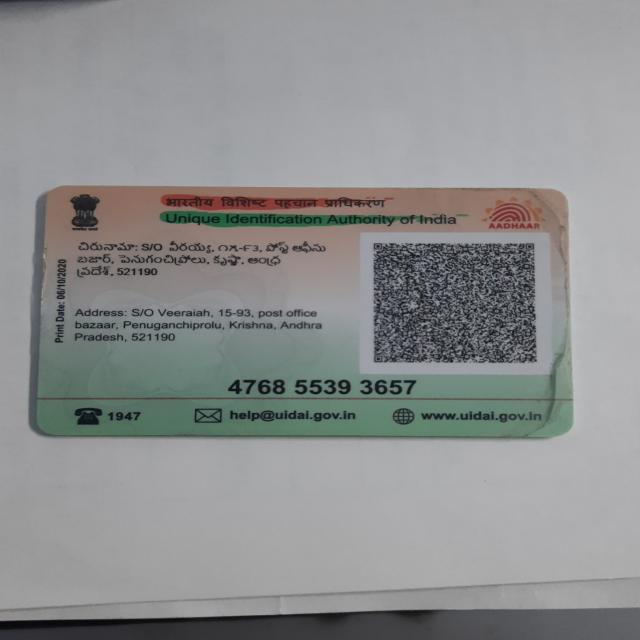 भारतीय विशिष्ट पहचान प्राधिकरण
Unique Identification Authority of India
AADHAAR
చిరునామా: S/O వీరయ్య, ౧౫-౯౩, పోస్ట్ ఆఫీసు
బజార్, పెనుగంచిప్రోలు, కృష్ణా, ఆంధ్ర
ప్రదేశ్, 521190
Print Date: 06/10/2020
Address: S/O Veeraiah, 15-93, post office
bazaar, Penuganchiprolu, Krishna, Andhra
Pradesh, 521190
4768 5539 3657
1947
help@uidai.gov.in
www.uidai.gov.in